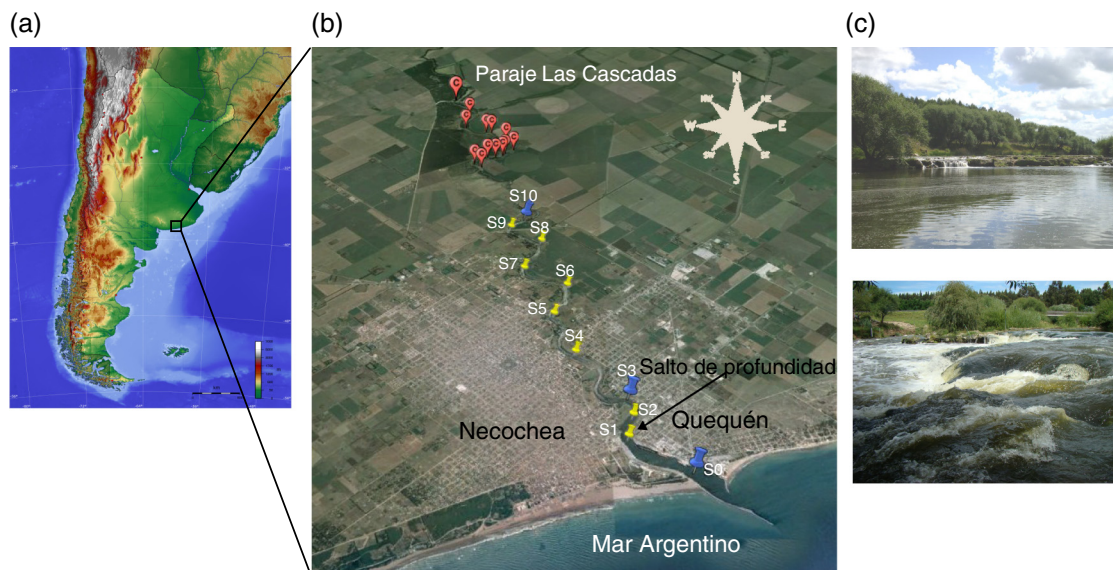 (a)
(b)
(c)
Paraje Las Cascadas
C
C
C
C
C
C
C
C
C
C
C
C
N
W
E
S
S10
S9
S8
S7
S6
S5
S4
S3
Salto de profundidad
S2
S1
Quequén
Necochea
S0
Mar Argentino